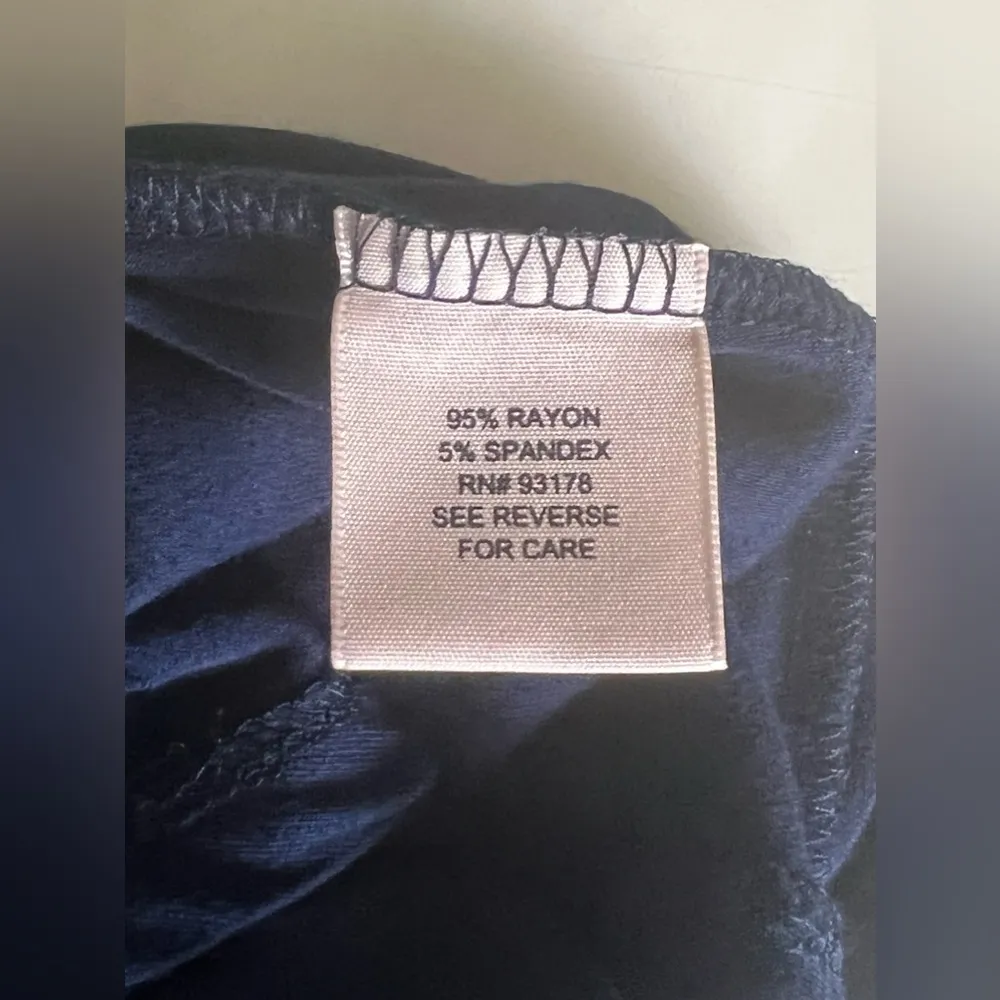 95% RAYON
5% SPANDEX
RN# 93178
SEE REVERSE
FOR CARE